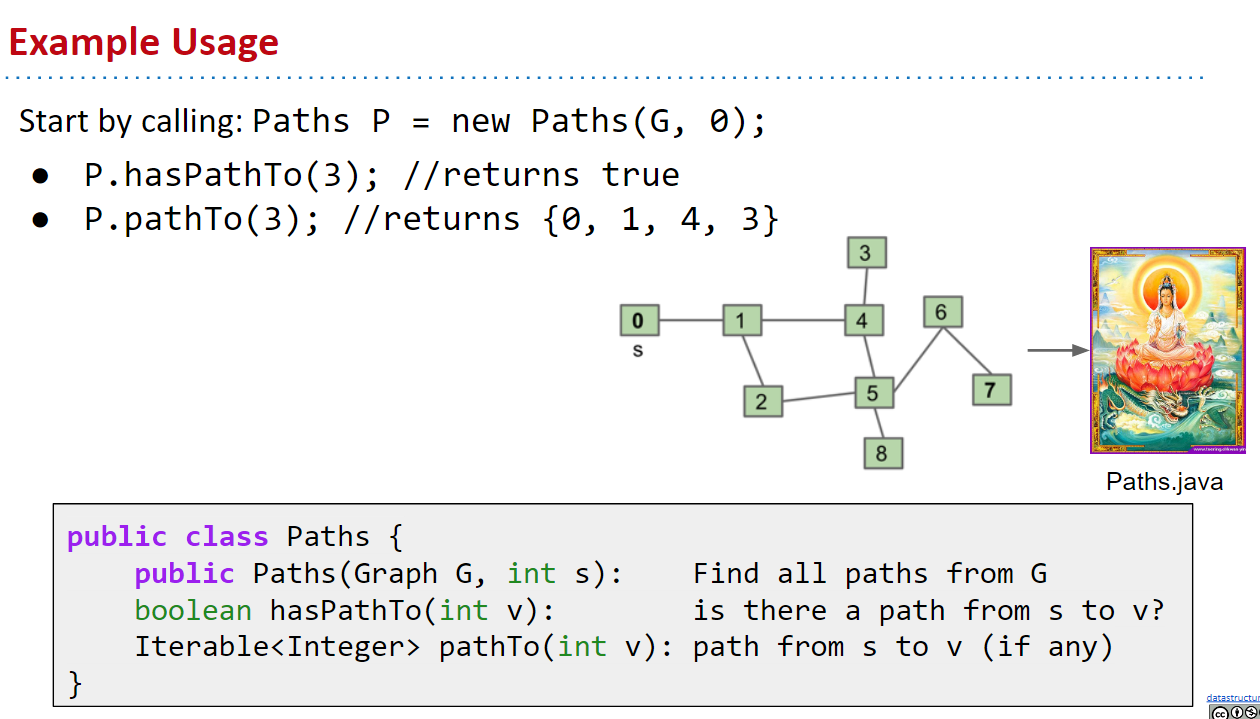 Example Usage
Start by calling: Paths P = new Paths(G, 0);
● P.hasPathTo(3); //returns true
● P.pathTo(3); //returns {0, 1, 4, 3}
3
0
1
4
6
s
2
5
7
8
Paths.java
public class Paths {
    public Paths(Graph G, int s):    Find all paths from G
    boolean hasPathTo(int v):        is there a path from s to v?
    Iterable<Integer> pathTo(int v): path from s to v (if any)
}
datastructur
cc